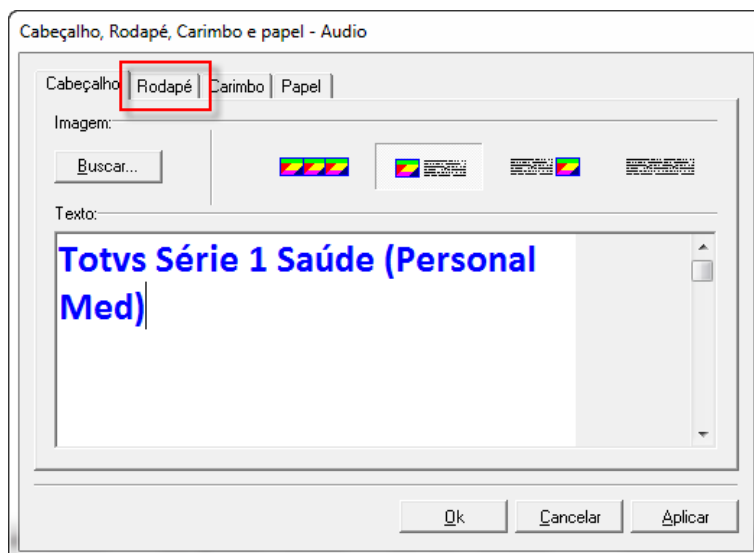 Cabeçalho, Rodapé, Carimbo e papel - Audio
Cabeçalho Rodapé Carimbo Papel
Imagem:
Buscar...
Texto:
Totvs Série 1 Saúde (Personal
Med)
Ok Cancelar Aplicar